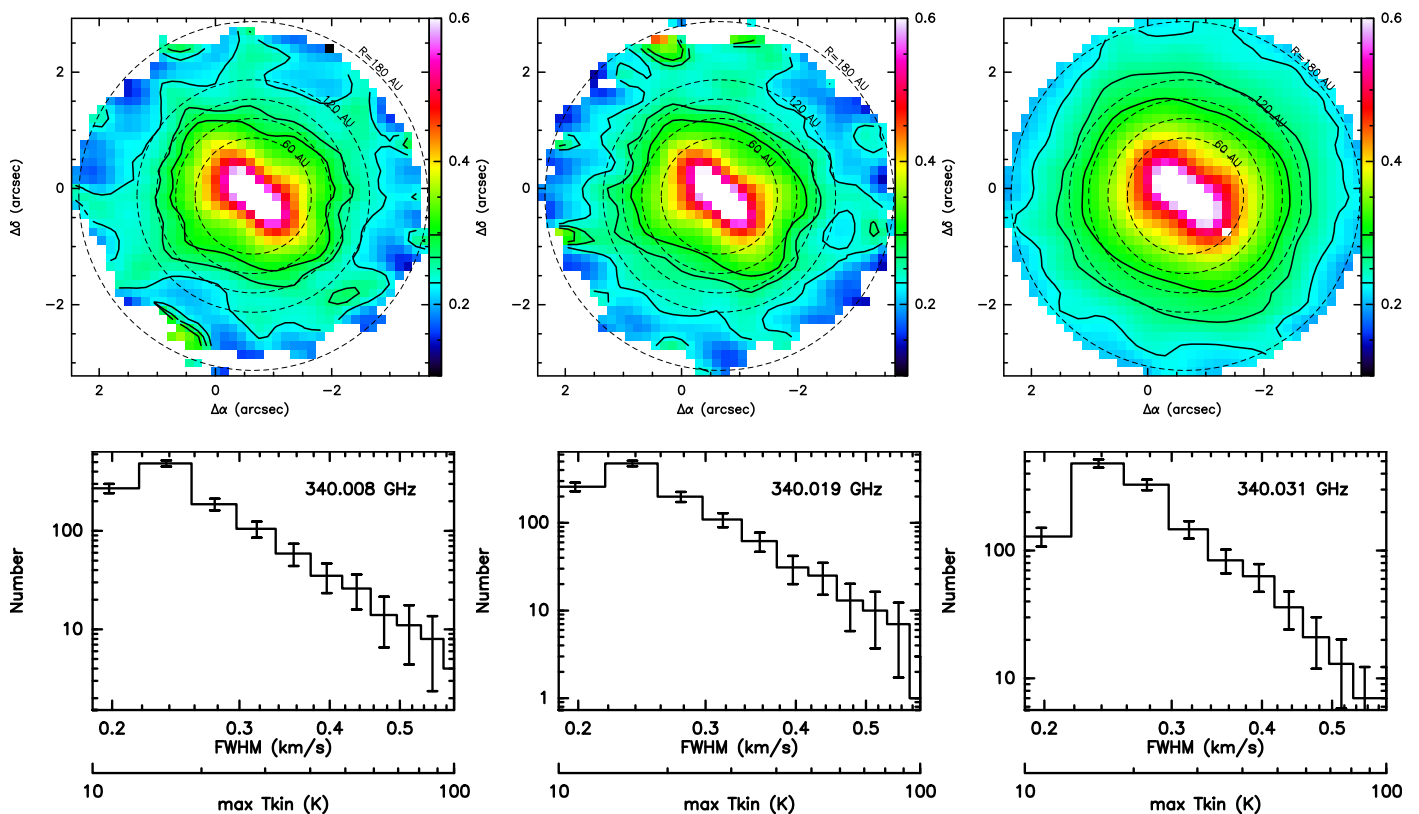 0.6
0.6
0.6
R=180 AU
R=180 AU
R=180 AU
2
2
2
120 AU
120 AU
120 AU
60 AU
60 AU
60 AU
0.4
0.4
0.4
Δδ (arcsec)
0
Δδ (arcsec)
0
Δδ (arcsec)
0
−2
0.2
−2
0.2
−2
0.2
2 0 −2
2 0 −2
2 0 −2
Δα (arcsec)
Δα (arcsec)
Δα (arcsec)
340.008 GHz
340.019 GHz
340.031 GHz
Number
100
10
Number
100
10
1
Number
100
10
0.2 0.3 0.4 0.5
0.2 0.3 0.4 0.5
0.2 0.3 0.4 0.5
FWHM (km/s)
FWHM (km/s)
FWHM (km/s)
10 100
10 100
10 100
max Tkin (K)
max Tkin (K)
max Tkin (K)